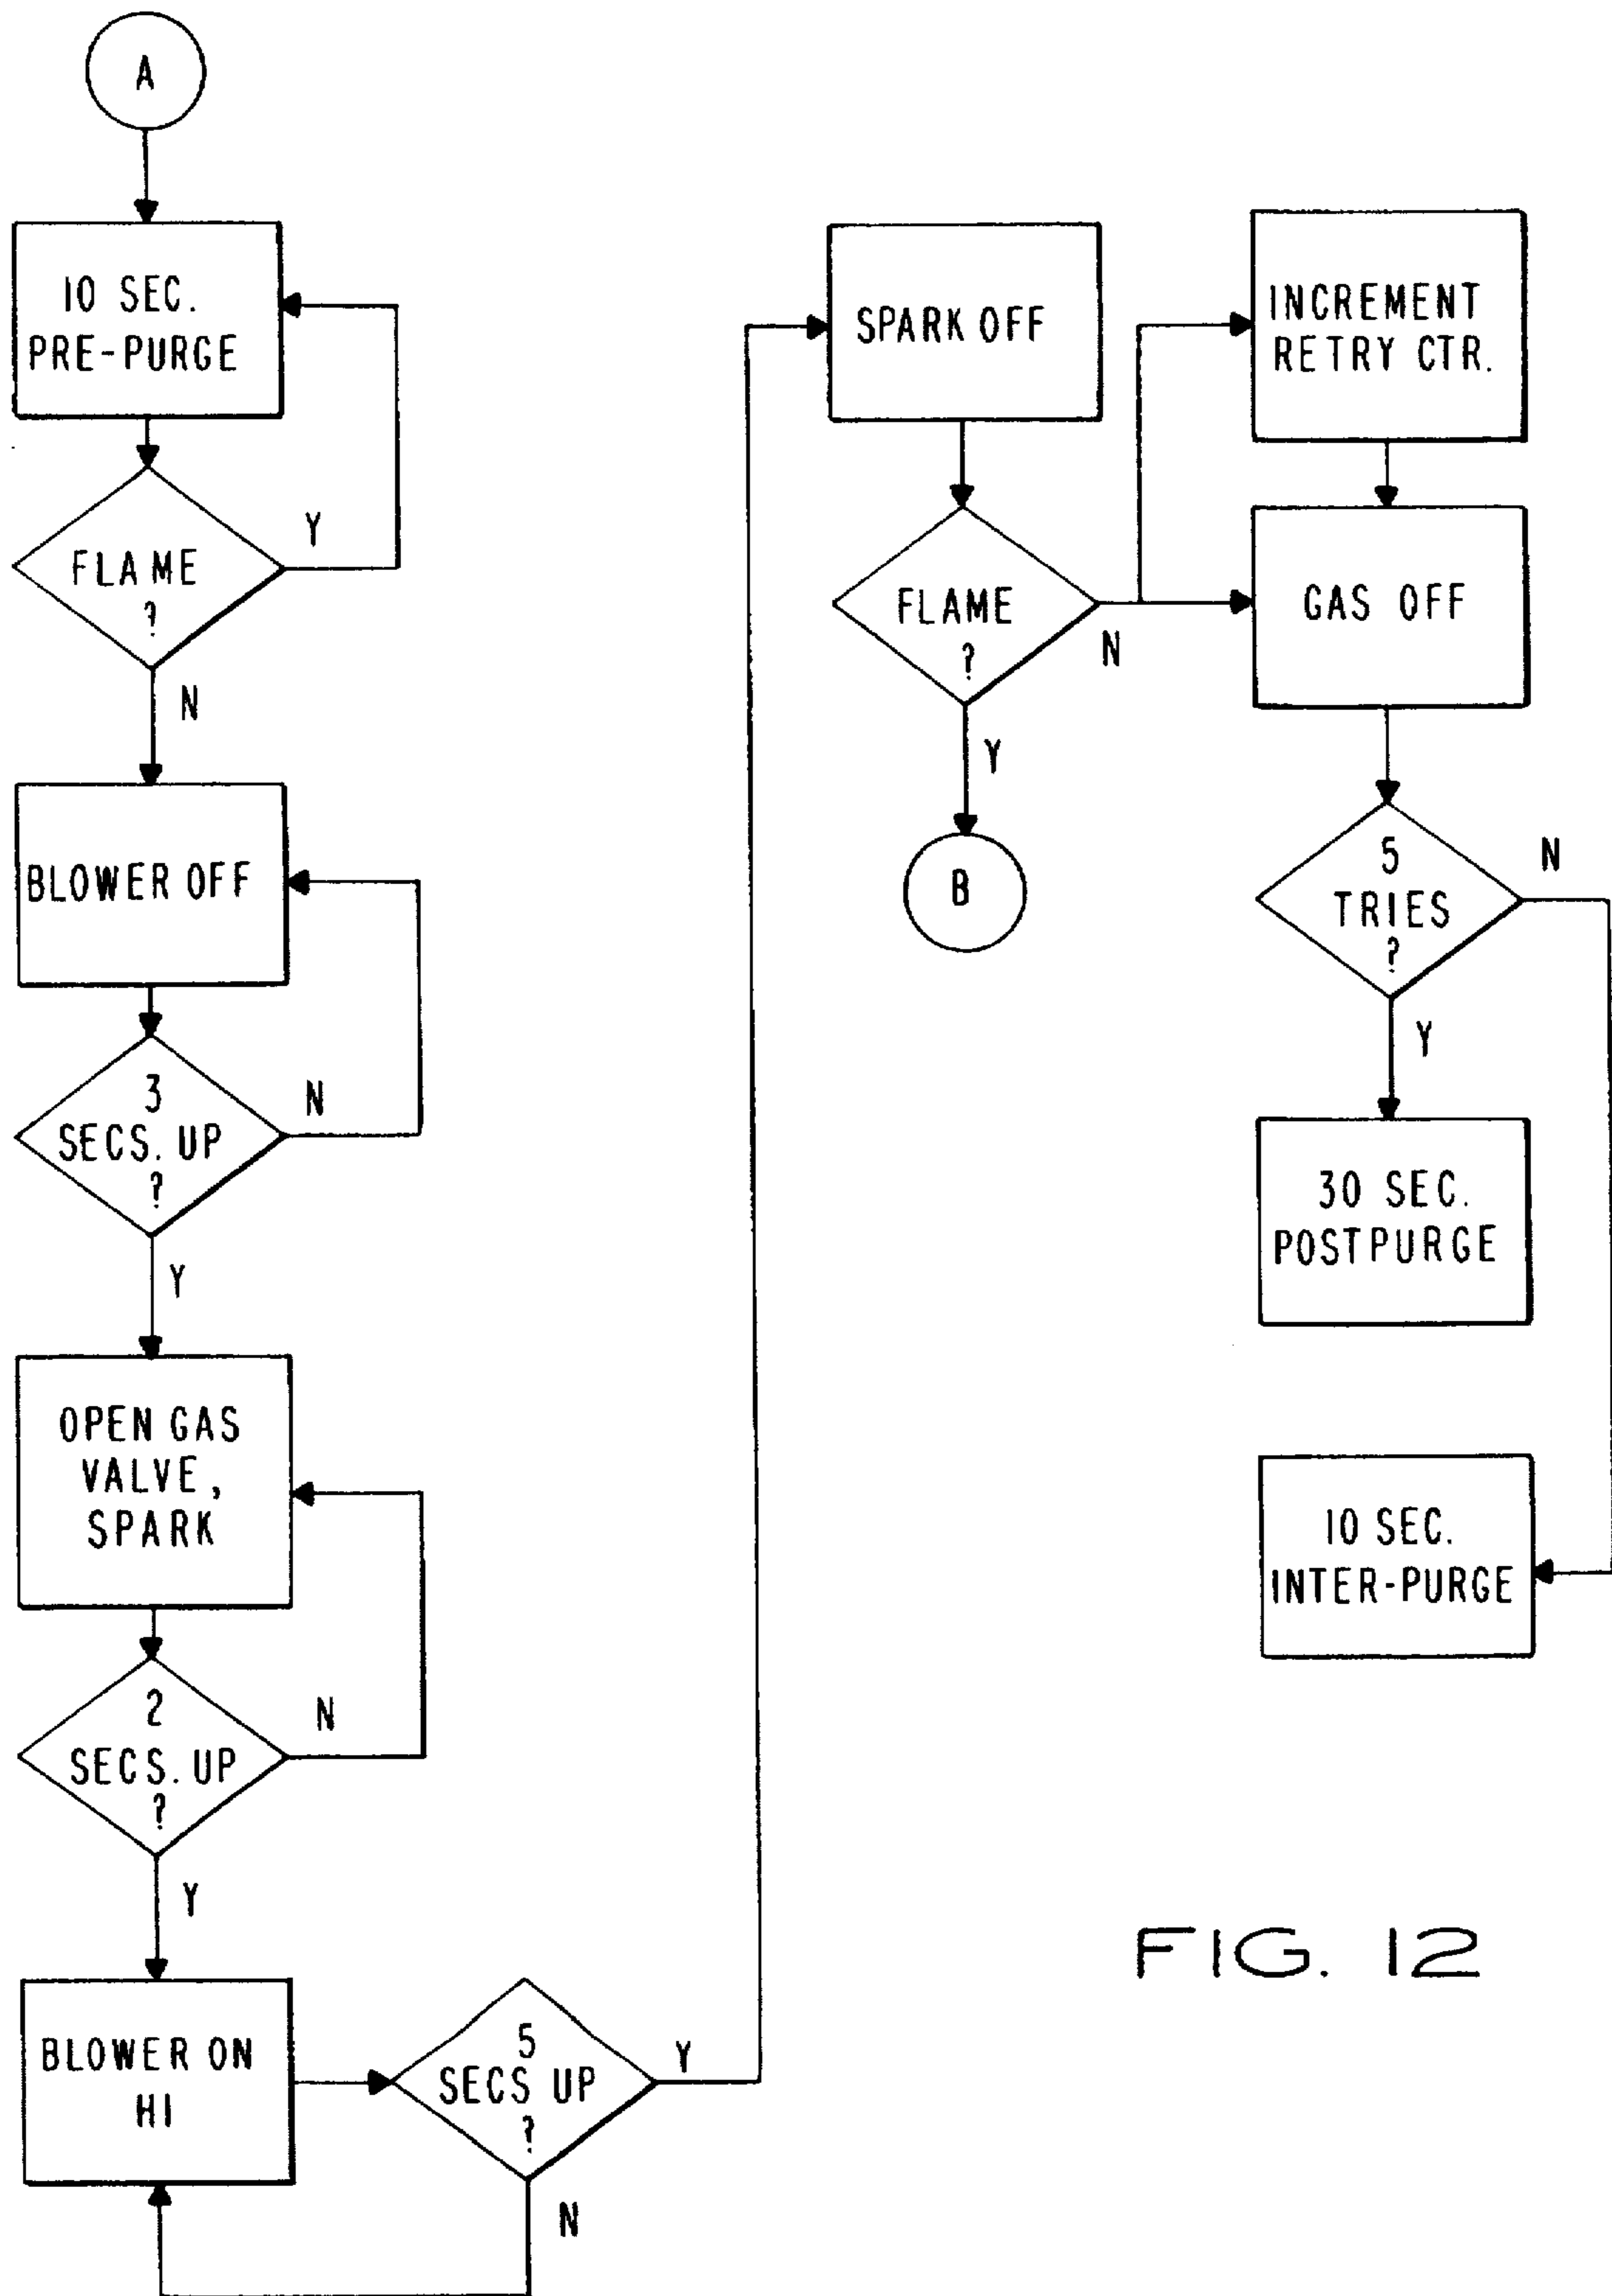 A
10 SEC.
PRE-PURGE
FLAME
?
Y
N
BLOWER OFF
3
SECS. UP
?
N
Y
OPEN GAS
VALVE,
SPARK
2
SECS. UP
?
N
Y
BLOWER ON
HI
5
SECS UP
?
Y
N
SPARK OFF
FLAME
?
N
Y
B
INCREMENT
RETRY CTR.
GAS OFF
5
TRIES
?
N
Y
30 SEC.
POSTPURGE
10 SEC.
INTER-PURGE
FIG. 12